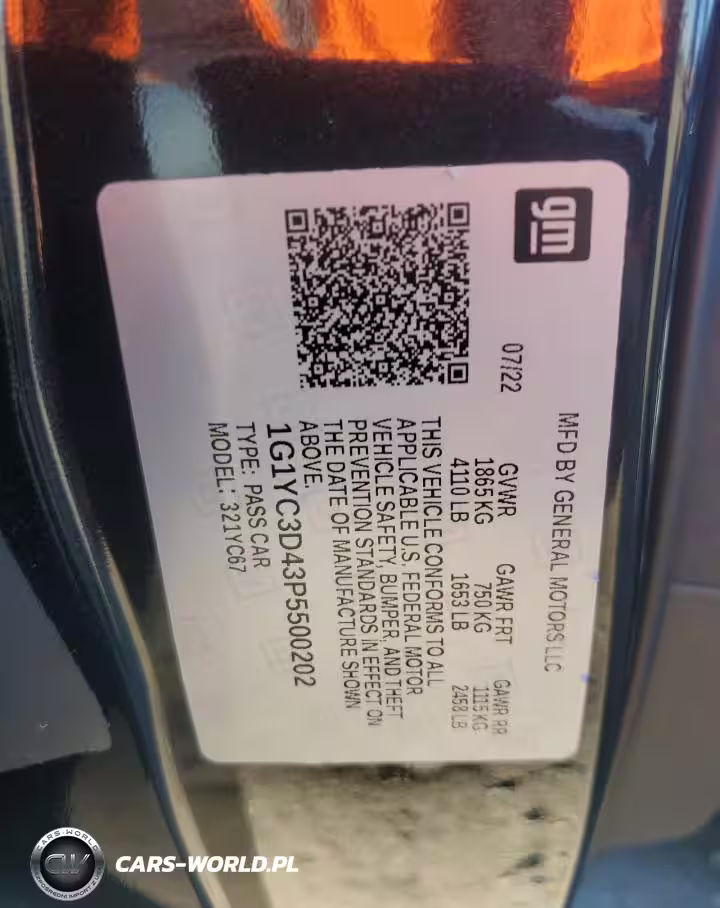 gm
MFD BY GENERAL MOTORS LLC
07/22
GVWR GAWR FRT GAWR RR
1865 KG 750 KG 1115 KG
4110 LB 1653 LB 2458 LB
THIS VEHICLE CONFORMS TO ALL
APPLICABLE U.S. FEDERAL MOTOR
VEHICLE SAFETY, BUMPER, AND THEFT
PREVENTION STANDARDS IN EFFECT ON
THE DATE OF MANUFACTURE SHOWN
ABOVE.
1G1YC3D43P5500202
TYPE: PASS CAR
MODEL: 321YC67
CARS-WORLD
CW
CARS-WORLD.PL